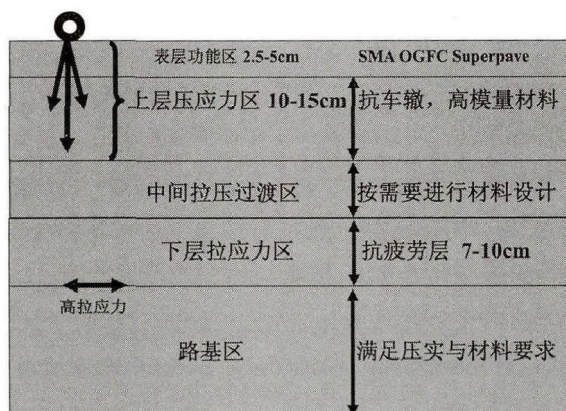 表层功能区 2.5-5cm SMA OGFC Superpave
上层压应力区 10-15cm 抗车辙，高模量材料
中间拉压过渡区 按需要进行材料设计
下层拉应力区 抗疲劳层 7-10cm
高拉应力
路基区 满足压实与材料要求